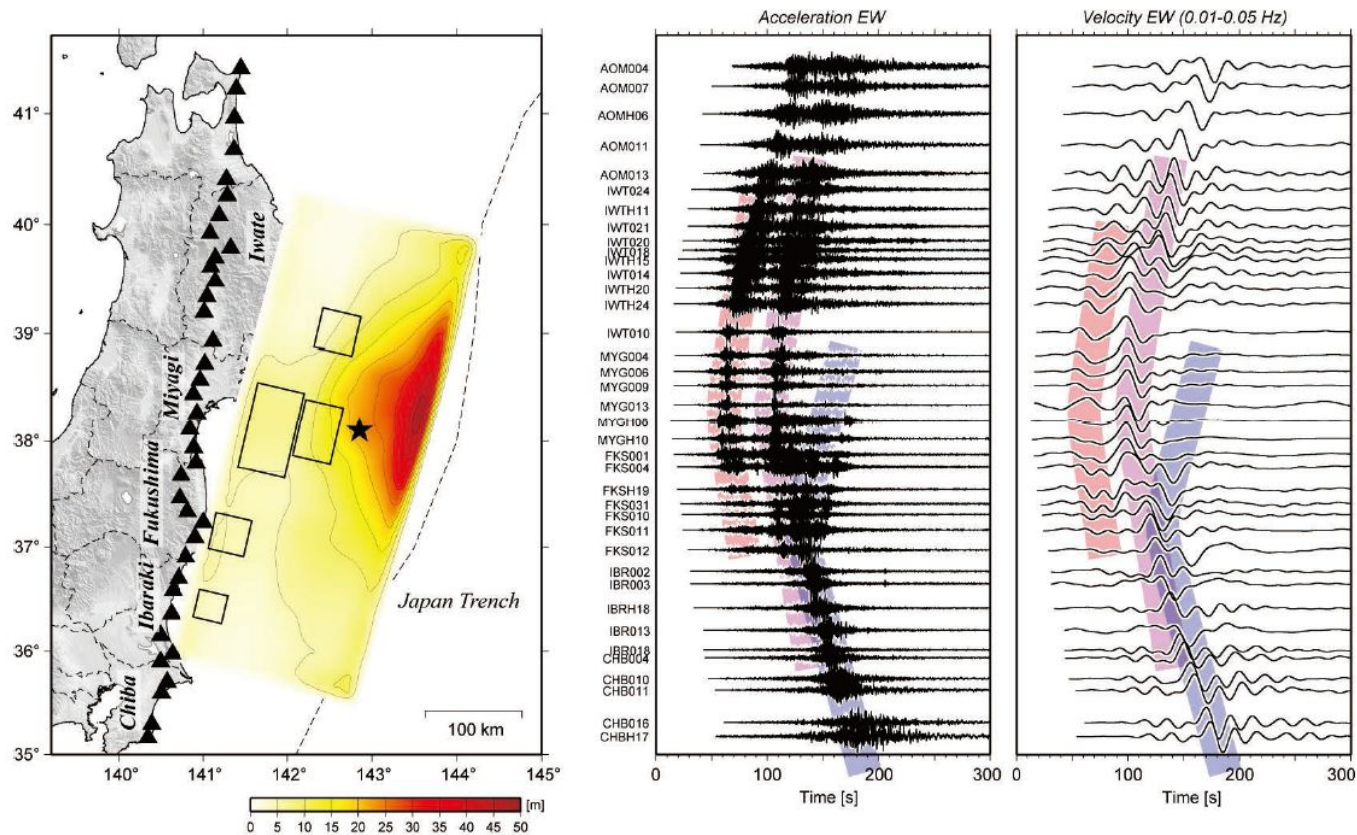 Acceleration EW
Velocity EW (0.01-0.05 Hz)
41°
40°
39°
38°
37°
36°
35°
140°
141°
142°
143°
144°
145°
Iwate
Miyagi
Fukushima
Ibaraki
Chiba
Japan Trench
100 km
[m]
0 5 10 15 20 25 30 35 40 45 50
AOM004
AOM007
AOMH06
AOM011
AOM013
IWT024
IWTH11
IWT021
IWT020
IWT018
IWTH15
IWT014
IWTH20
IWTH24
IWT010
MYG004
MYG006
MYG009
MYG013
MYGH08
MYGH10
FKS001
FKS004
FKSH19
FKS031
FKS010
FKS011
FKS012
IBR002
IBR003
IBRH18
IBR013
IBR018
CHB004
CHB010
CHB011
CHB016
CHBH17
0 100 200 300
Time [s]
0 100 200 300
Time [s]